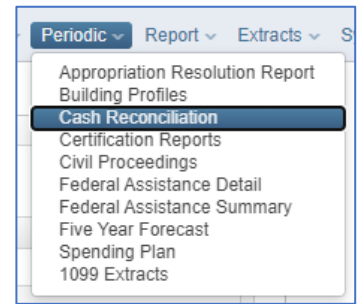 Periodic Report Extracts
Appropriation Resolution Report
Building Profiles
Cash Reconciliation
Certification Reports
Civil Proceedings
Federal Assistance Detail
Federal Assistance Summary
Five Year Forecast
Spending Plan
1099 Extracts